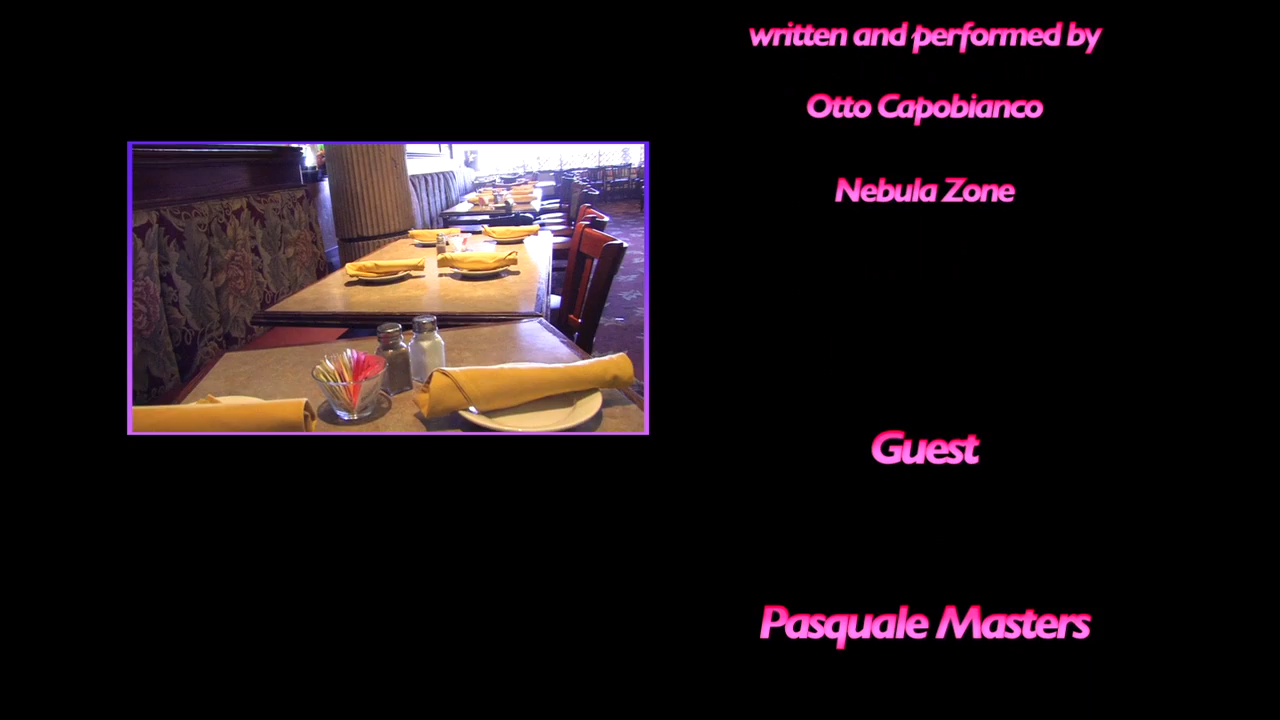 written and performed by
Otto Capobianco
Nebula Zone
Guest
Pasquale Masters